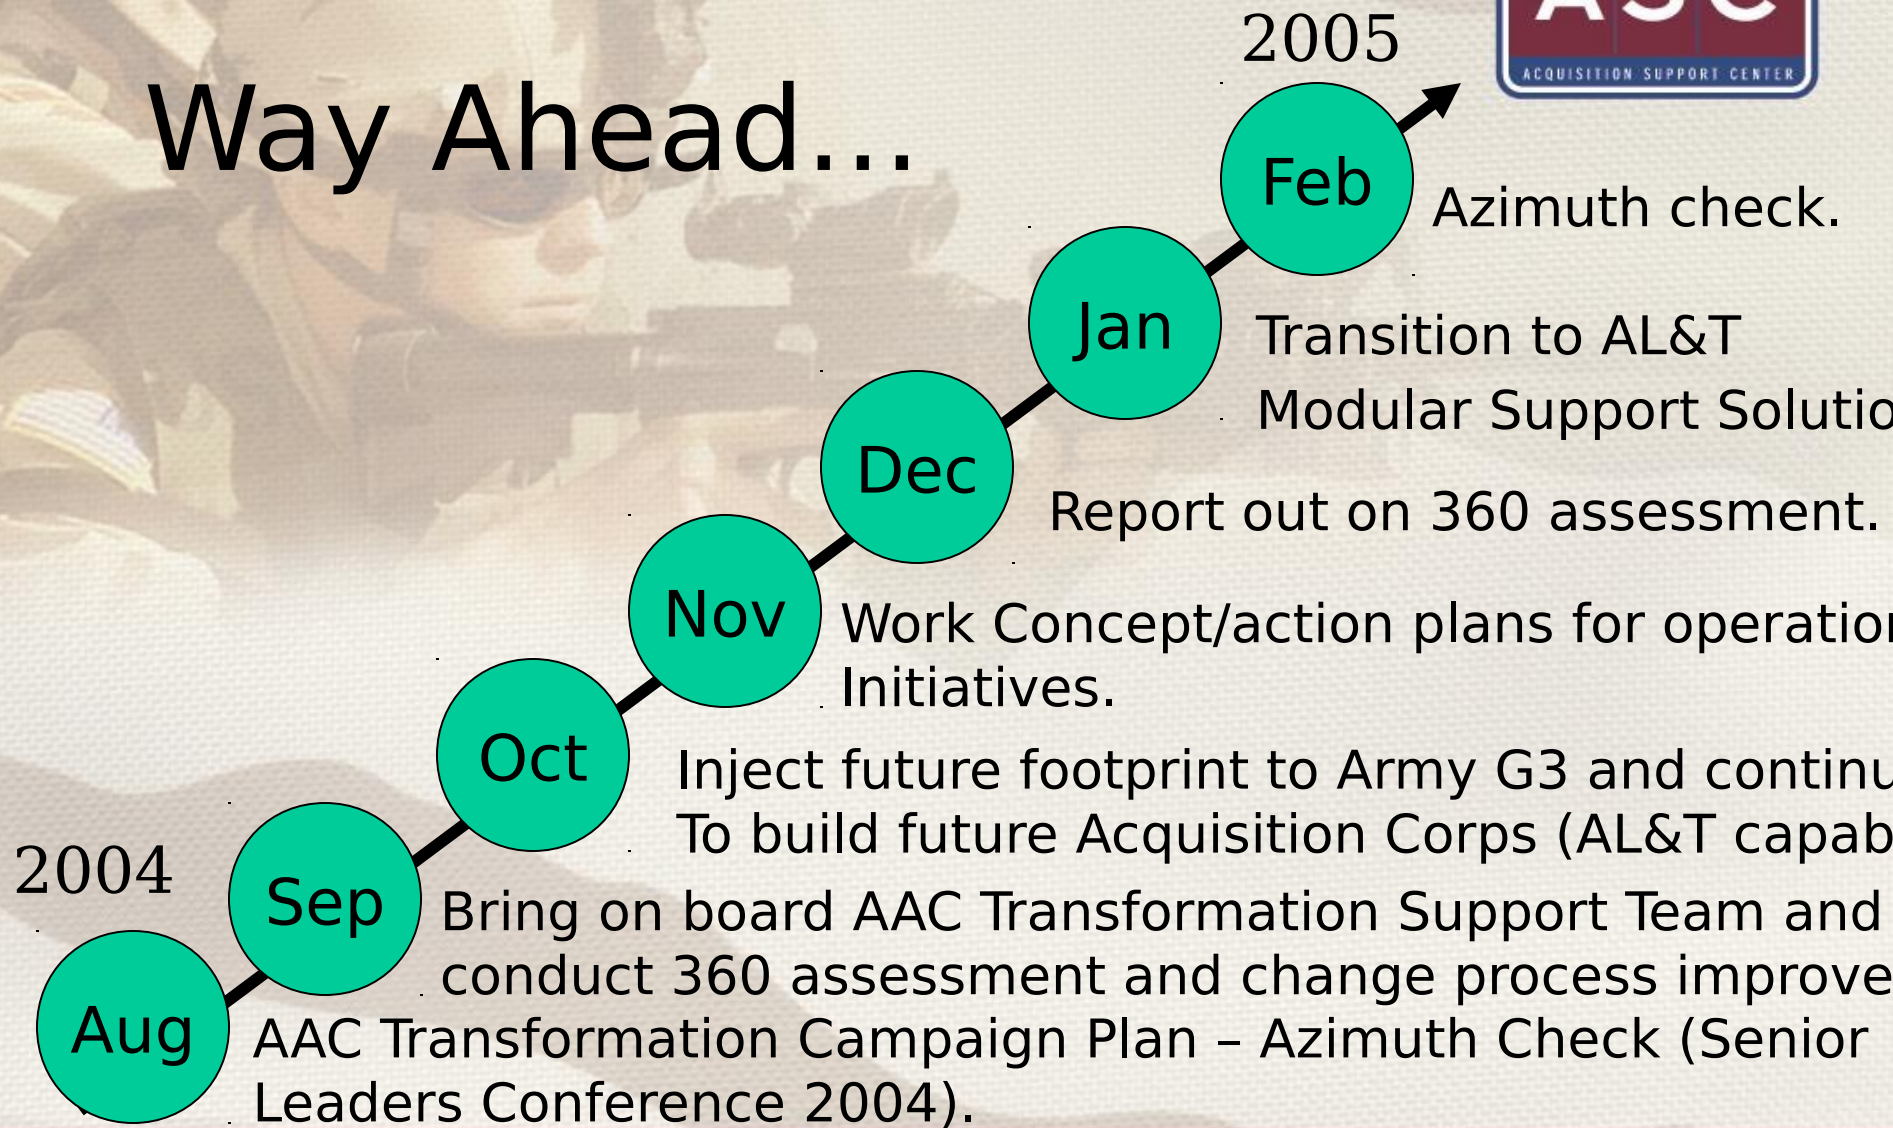 2005
ASC
ACQUISITION SUPPORT CENTER
Way Ahead...
Feb
Azimuth check.
Jan
Transition to AL&T
Modular Support
Dec
Report out on 360 assessment.
Nov
Work Concept/action plans for
Initiatives.
Oct
Inject future footprint to Army G3 and
To build future Acquisition Corps (AL&T
2004
Sep
Bring on board AAC Transformation Support Team and
conduct 360 assessment and change process
Aug
AAC Transformation Campaign Plan – Azimuth Check (Senior
Leaders Conference 2004).